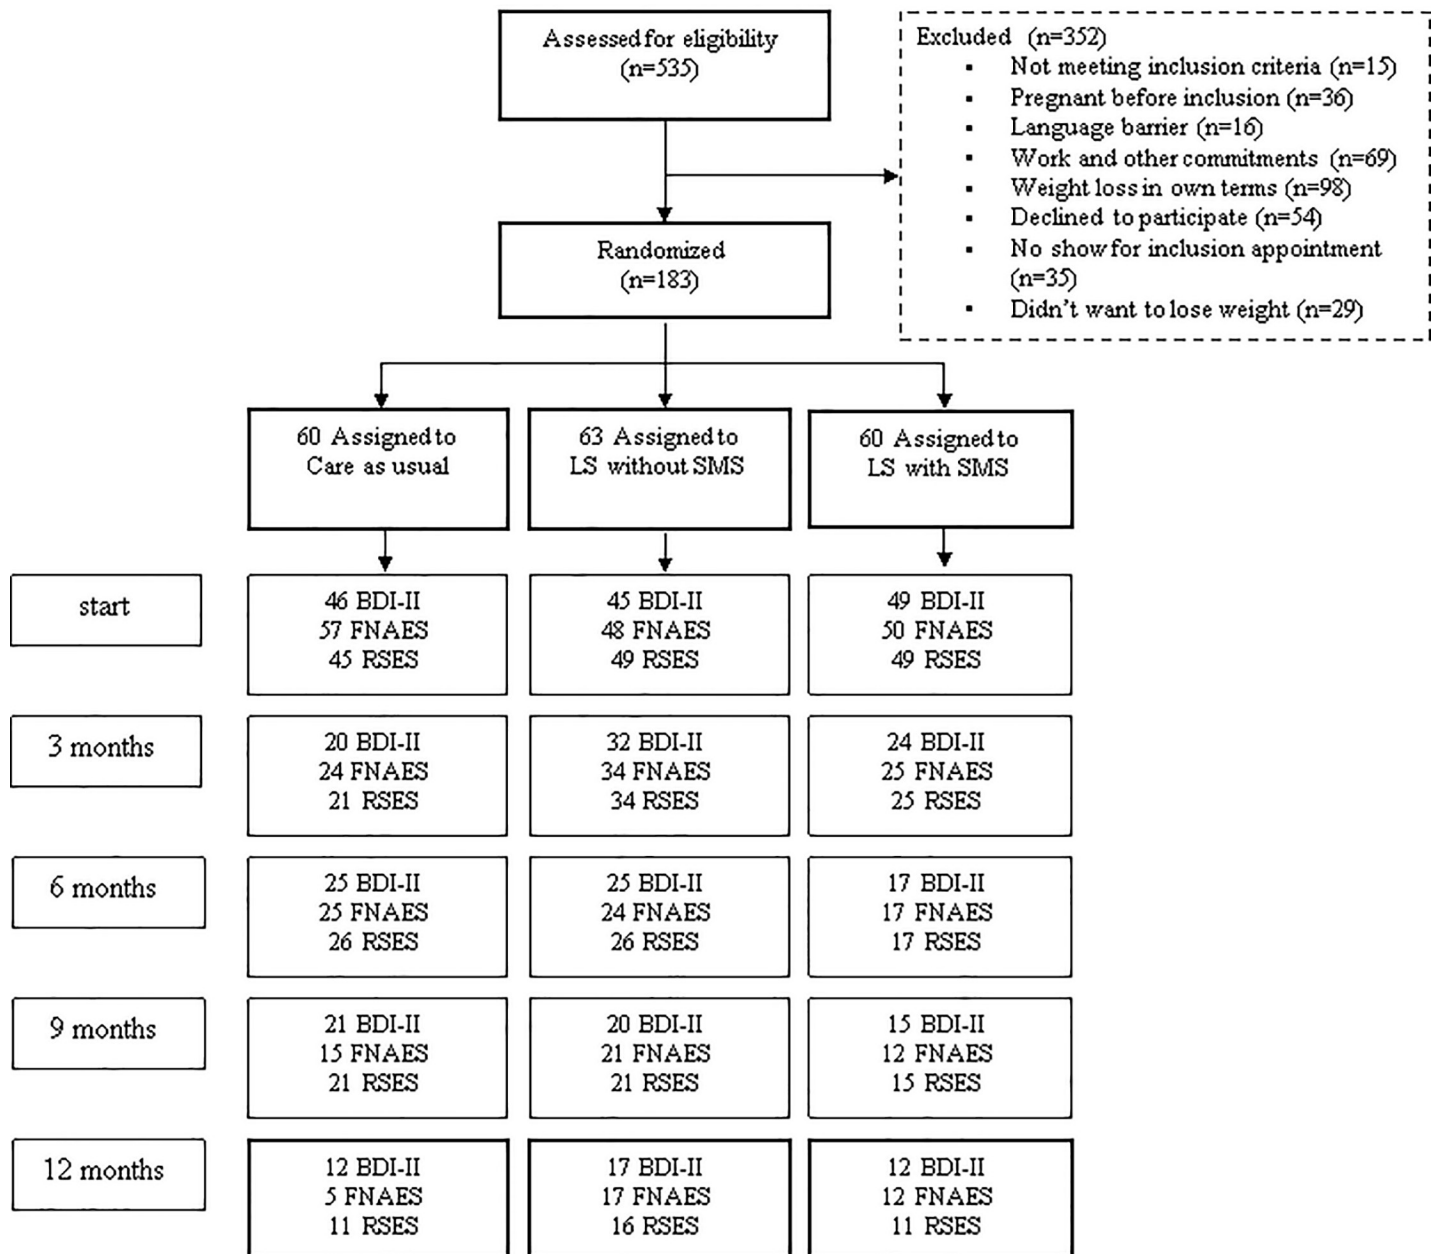 Assessed for eligibility
(n=535)
Excluded (n=352)
▪ Not meeting inclusion criteria (n=15)
▪ Pregnant before inclusion (n=36)
▪ Language barrier (n=16)
▪ Work and other commitments (n=69)
▪ Weight loss in own terms (n=98)
▪ Declined to participate (n=54)
▪ No show for inclusion appointment
(n=35)
▪ Didn't want to lose weight (n=29)
Randomized
(n=183)
60 Assigned to
Care as usual
63 Assigned to
LS without SMS
60 Assigned to
LS with SMS
start
46 BDI-II
57 FNAES
45 RSES
45 BDI-II
48 FNAES
49 RSES
49 BDI-II
50 FNAES
49 RSES
3 months
20 BDI-II
24 FNAES
21 RSES
32 BDI-II
34 FNAES
34 RSES
24 BDI-II
25 FNAES
25 RSES
6 months
25 BDI-II
25 FNAES
26 RSES
25 BDI-II
24 FNAES
26 RSES
17 BDI-II
17 FNAES
17 RSES
9 months
21 BDI-II
15 FNAES
21 RSES
20 BDI-II
21 FNAES
21 RSES
15 BDI-II
12 FNAES
15 RSES
12 months
12 BDI-II
5 FNAES
11 RSES
17 BDI-II
17 FNAES
16 RSES
12 BDI-II
12 FNAES
11 RSES